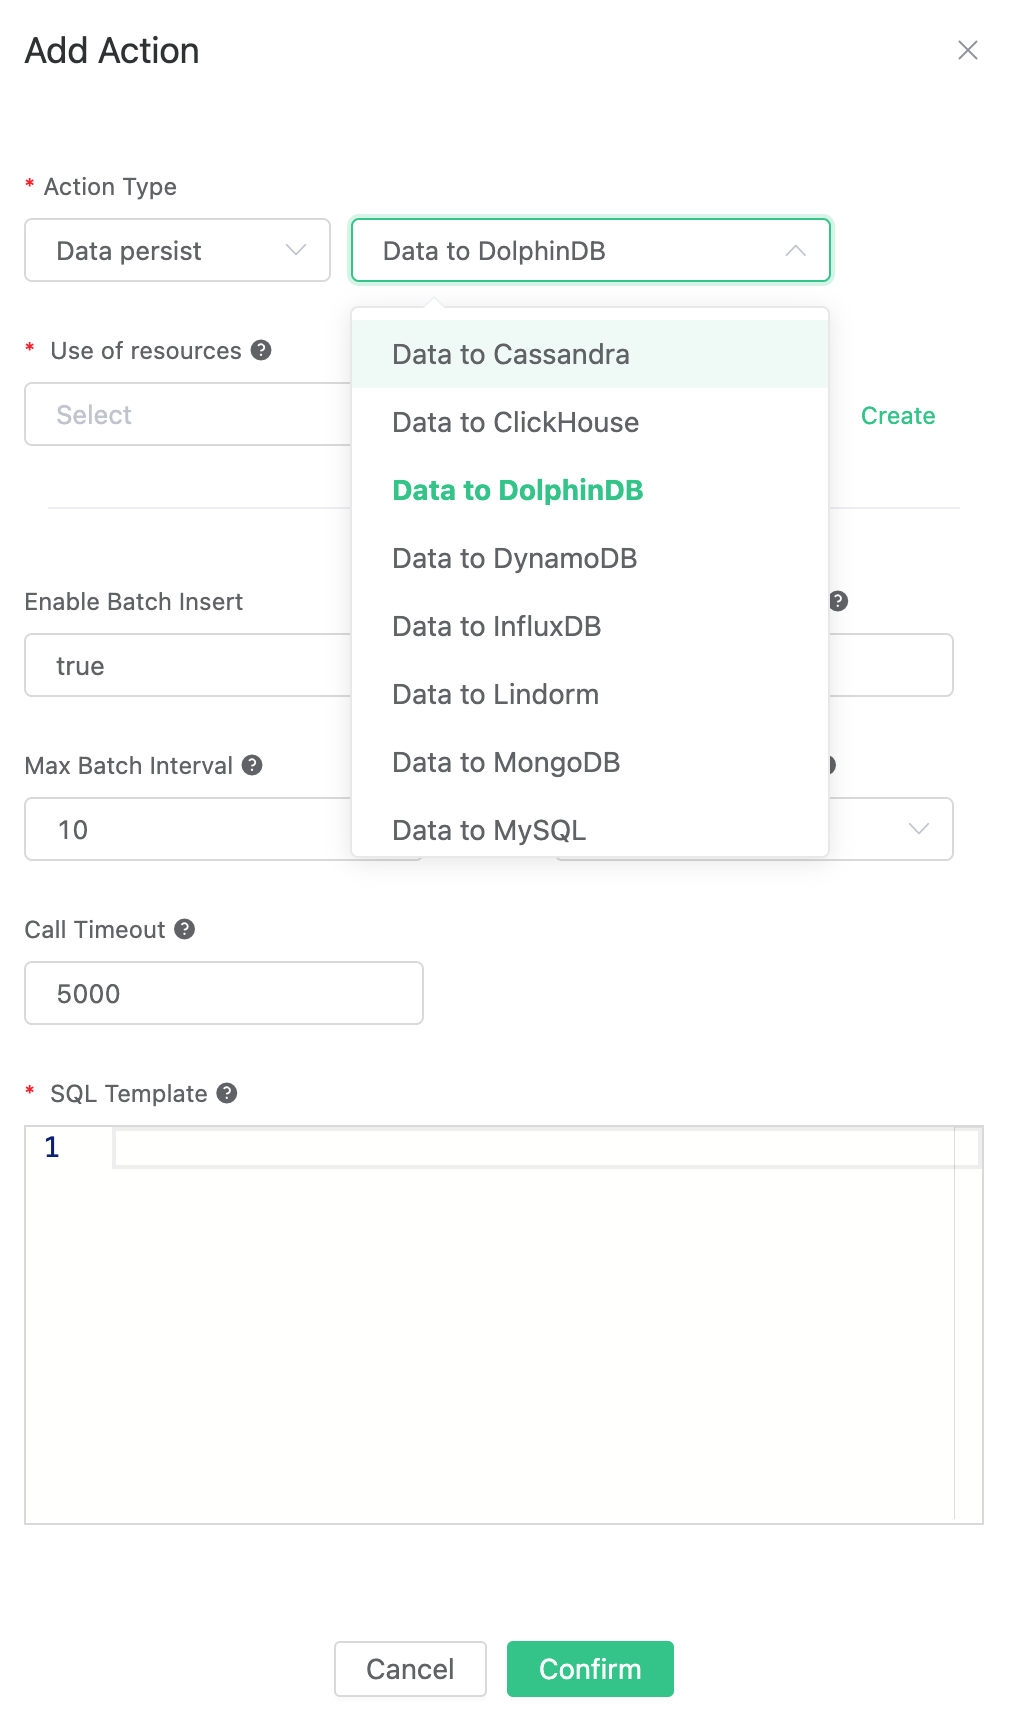 Add Action
* Action Type
Data persist
Data to DolphinDB
* Use of resources ?
Select
Create
Data to Cassandra
Data to ClickHouse
Data to DolphinDB
Data to DynamoDB
Data to InfluxDB
Data to Lindorm
Data to MongoDB
Data to MySQL
Enable Batch Insert
?
true
Max Batch Interval ?
10
Call Timeout ?
5000
* SQL Template ?
1
Cancel
Confirm